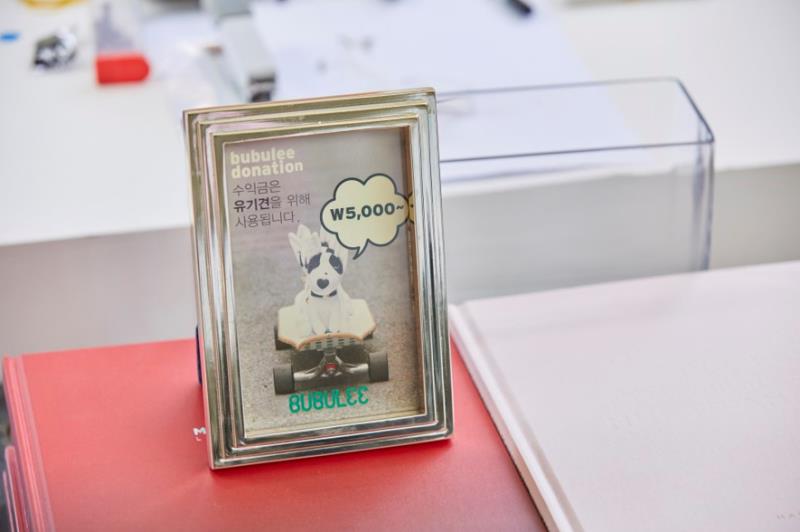 bubulee
donation
수익금은
유기견을 위해
사용됩니다.
₩5,000~
BUBULEE